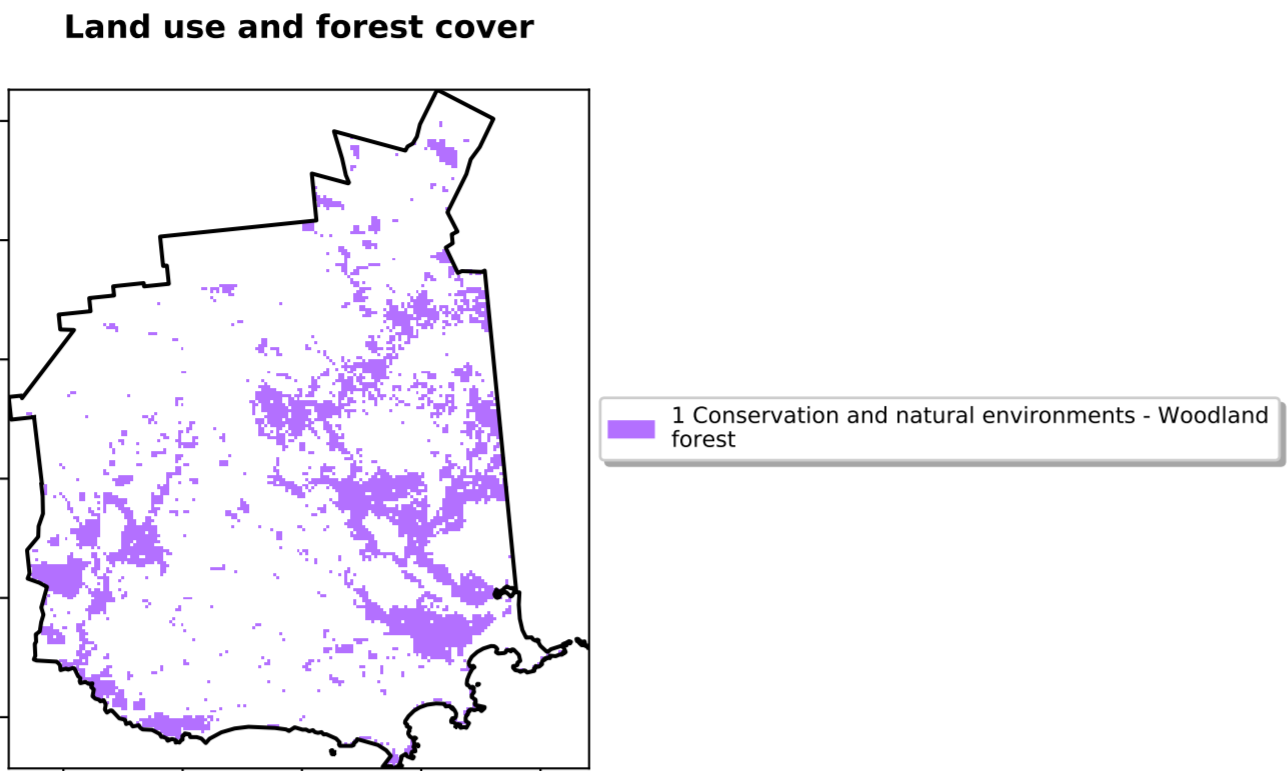 Land use and forest cover
1 Conservation and natural environments - Woodland
forest